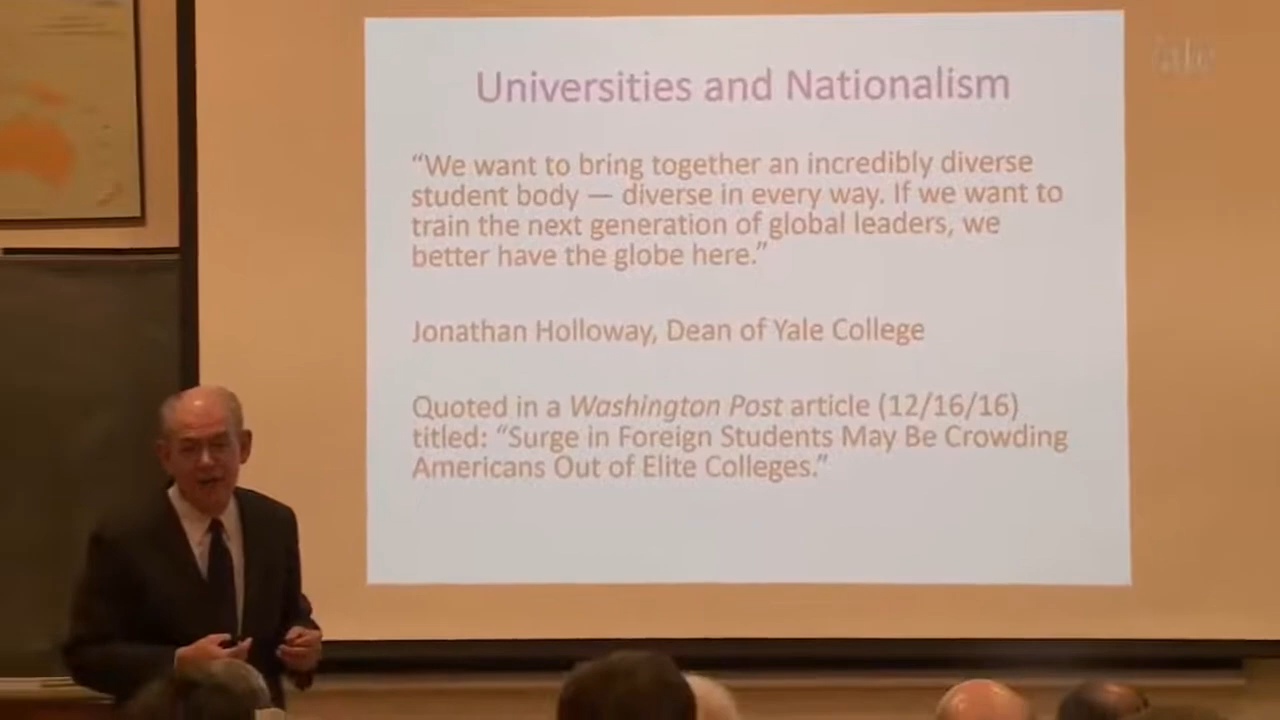 Yale
Universities and Nationalism
“We want to bring together an incredibly diverse
student body — diverse in every way. If we want to
train the next generation of global leaders, we
better have the globe here.”
Jonathan Holloway, Dean of Yale College
Quoted in a Washington Post article (12/16/16)
titled: “Surge in Foreign Students May Be Crowding
Americans Out of Elite Colleges.”